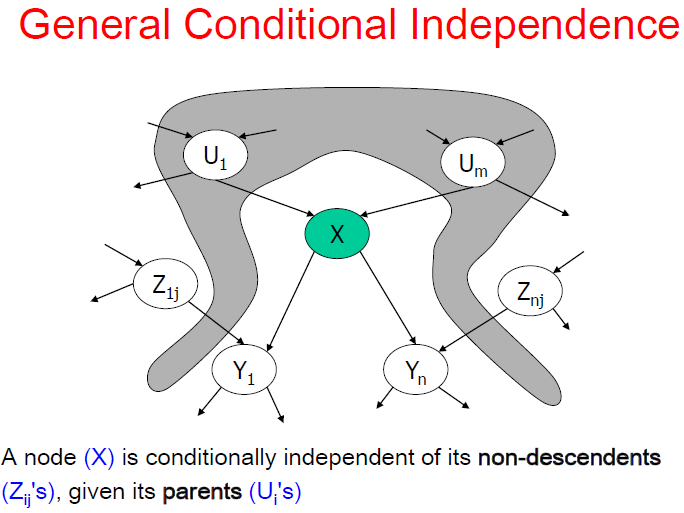 General Conditional Independence
U1
Um
X
Z1j
Znj
Y1
Yn
A node (X) is conditionally independent of its non-descendents
(Zij's), given its parents (Ui's)